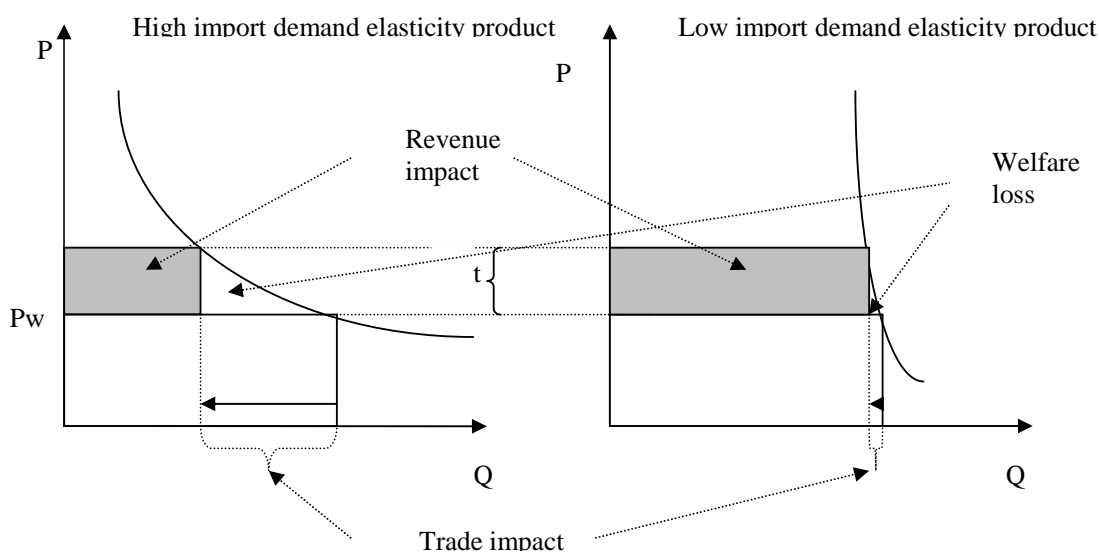 High import demand elasticity product
Low import demand elasticity product
P
P
Revenue
impact
Welfare
loss
t
Pw
Q
Q
Trade impact